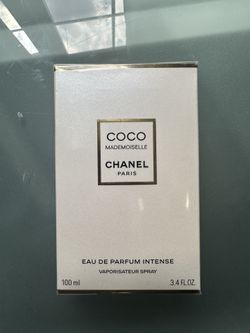 COCO
MADEMOISELLE
CHANEL
PARIS
EAU DE PARFUM INTENSE
VAPORISATEUR SPRAY
100 ml 3.4 FL.OZ.